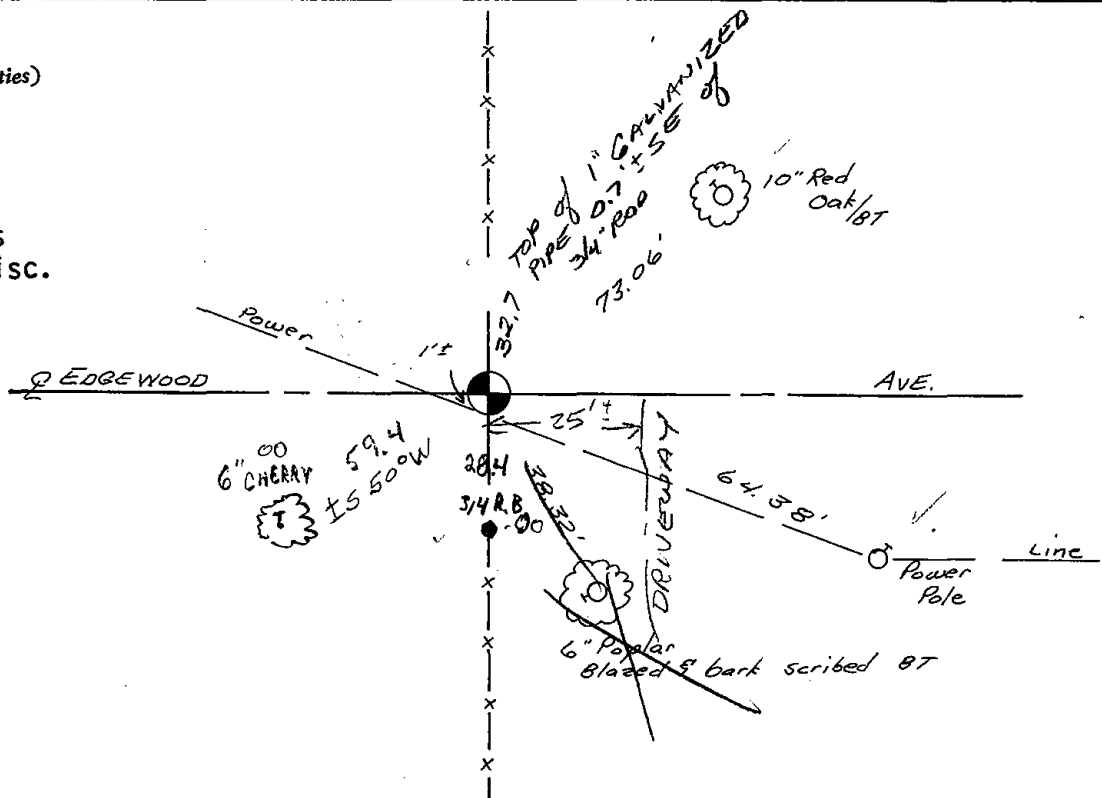 ties)
TOP of 1" GALVANIZED
PIPE 0.7'± SE of
3/4" ROD
10" Red
Oak/BT
S
SC.
73.06'
32.7
Power
1'±
℄ EDGEWOOD AVE.
25'±
6" CHERRY
59.4
±S 50°W
28.4
3/4 R.B
38.32'
DRIVEWAY
64.38'
Power
Pole
Line
6" Poplar
Blazed & bark scribed BT